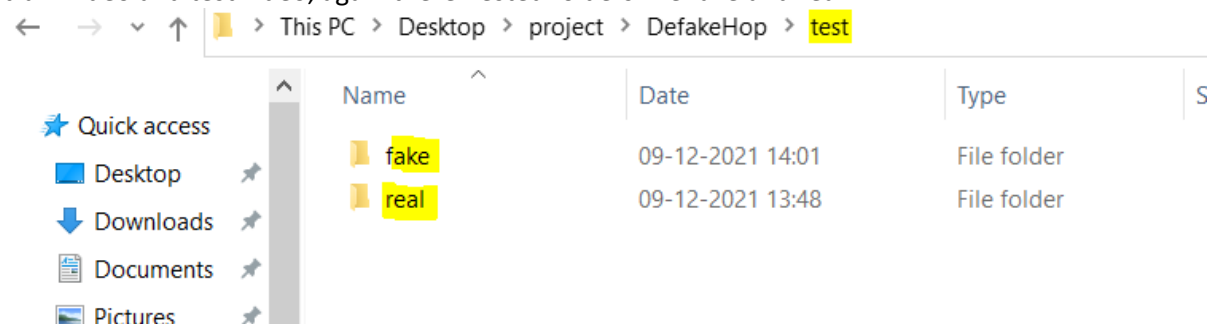 This PC > Desktop > project > DefakeHop > test
Name Date Type S
Quick access
fake 09-12-2021 14:01 File folder
Desktop
real 09-12-2021 13:48 File folder
Downloads
Documents
Pictures